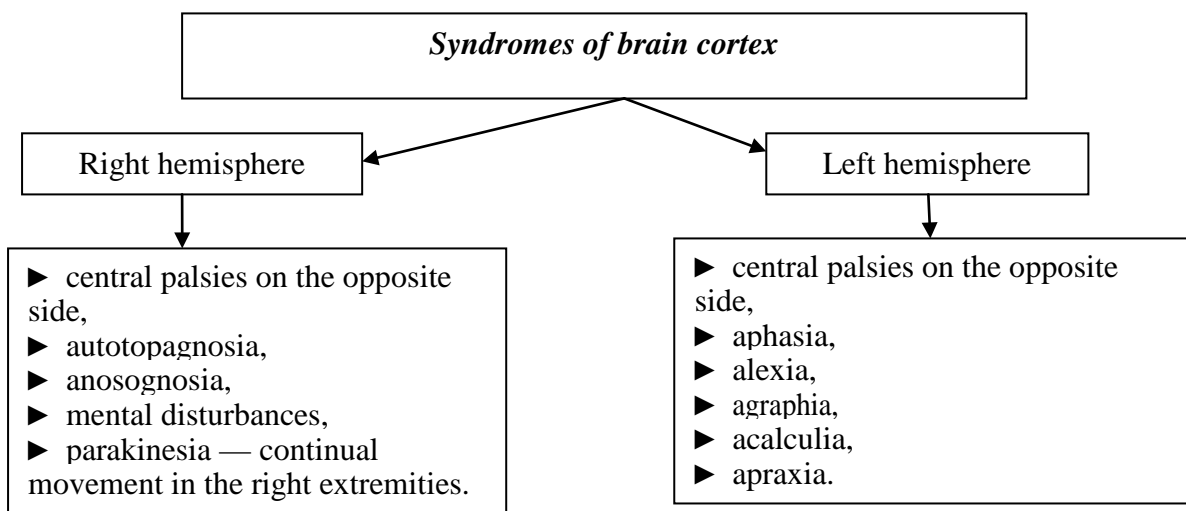 Syndromes of brain cortex
Right hemisphere
Left hemisphere
► central palsies on the opposite
side,
► autotopagnosia,
► anosognosia,
► mental disturbances,
► parakinesia — continual
movement in the right extremities.
► central palsies on the opposite
side,
► aphasia,
► alexia,
► agraphia,
► acalculia,
► apraxia.